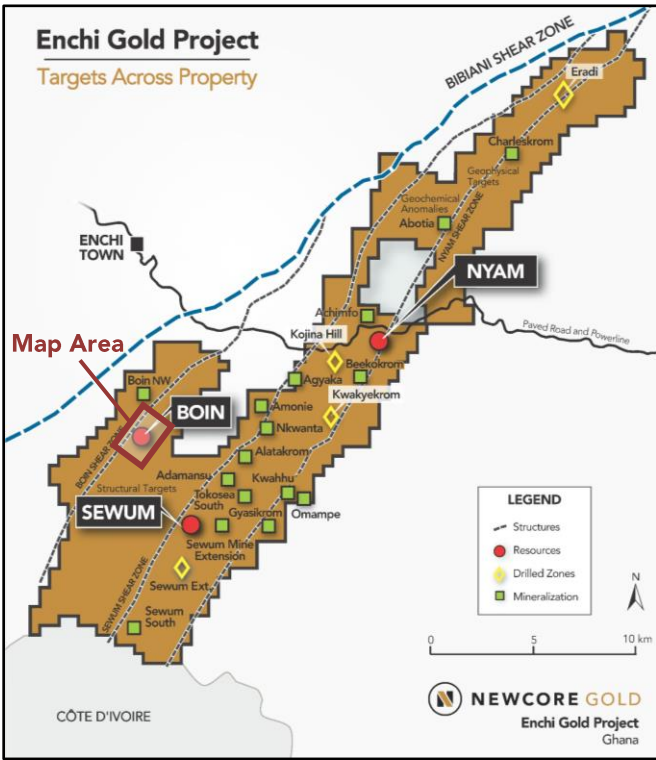 Enchi Gold Project
Targets Across Property
BIBIANI SHEAR ZONE
Eradi
Charleskrom
Geophysical
Targets
Geochemical
Anomalies
Abotia
NYAM SHEAR ZONE
ENCHI
TOWN
NYAM
Achimfo
Paved Road and Powerline
Kojina Hill
Map Area
Beekokrom
Boin NW
Agyaka
Kwakyekrom
BOIN
Amonie
Nkwanta
BOIN SHEAR ZONE
Alatakrom
Adamansu
Kwahhu
Structural Targets
Tokosea
South
Omampe
SEWUM
Gyasikrom
Sewum Mine
Extension
Sewum Ext.
SEWUM SHEAR ZONE
Sewum
South
LEGEND
Structures
Resources
Drilled Zones
Mineralization
N
0 5 10 km
CÔTE D'IVOIRE
N NEWCORE GOLD
Enchi Gold Project
Ghana